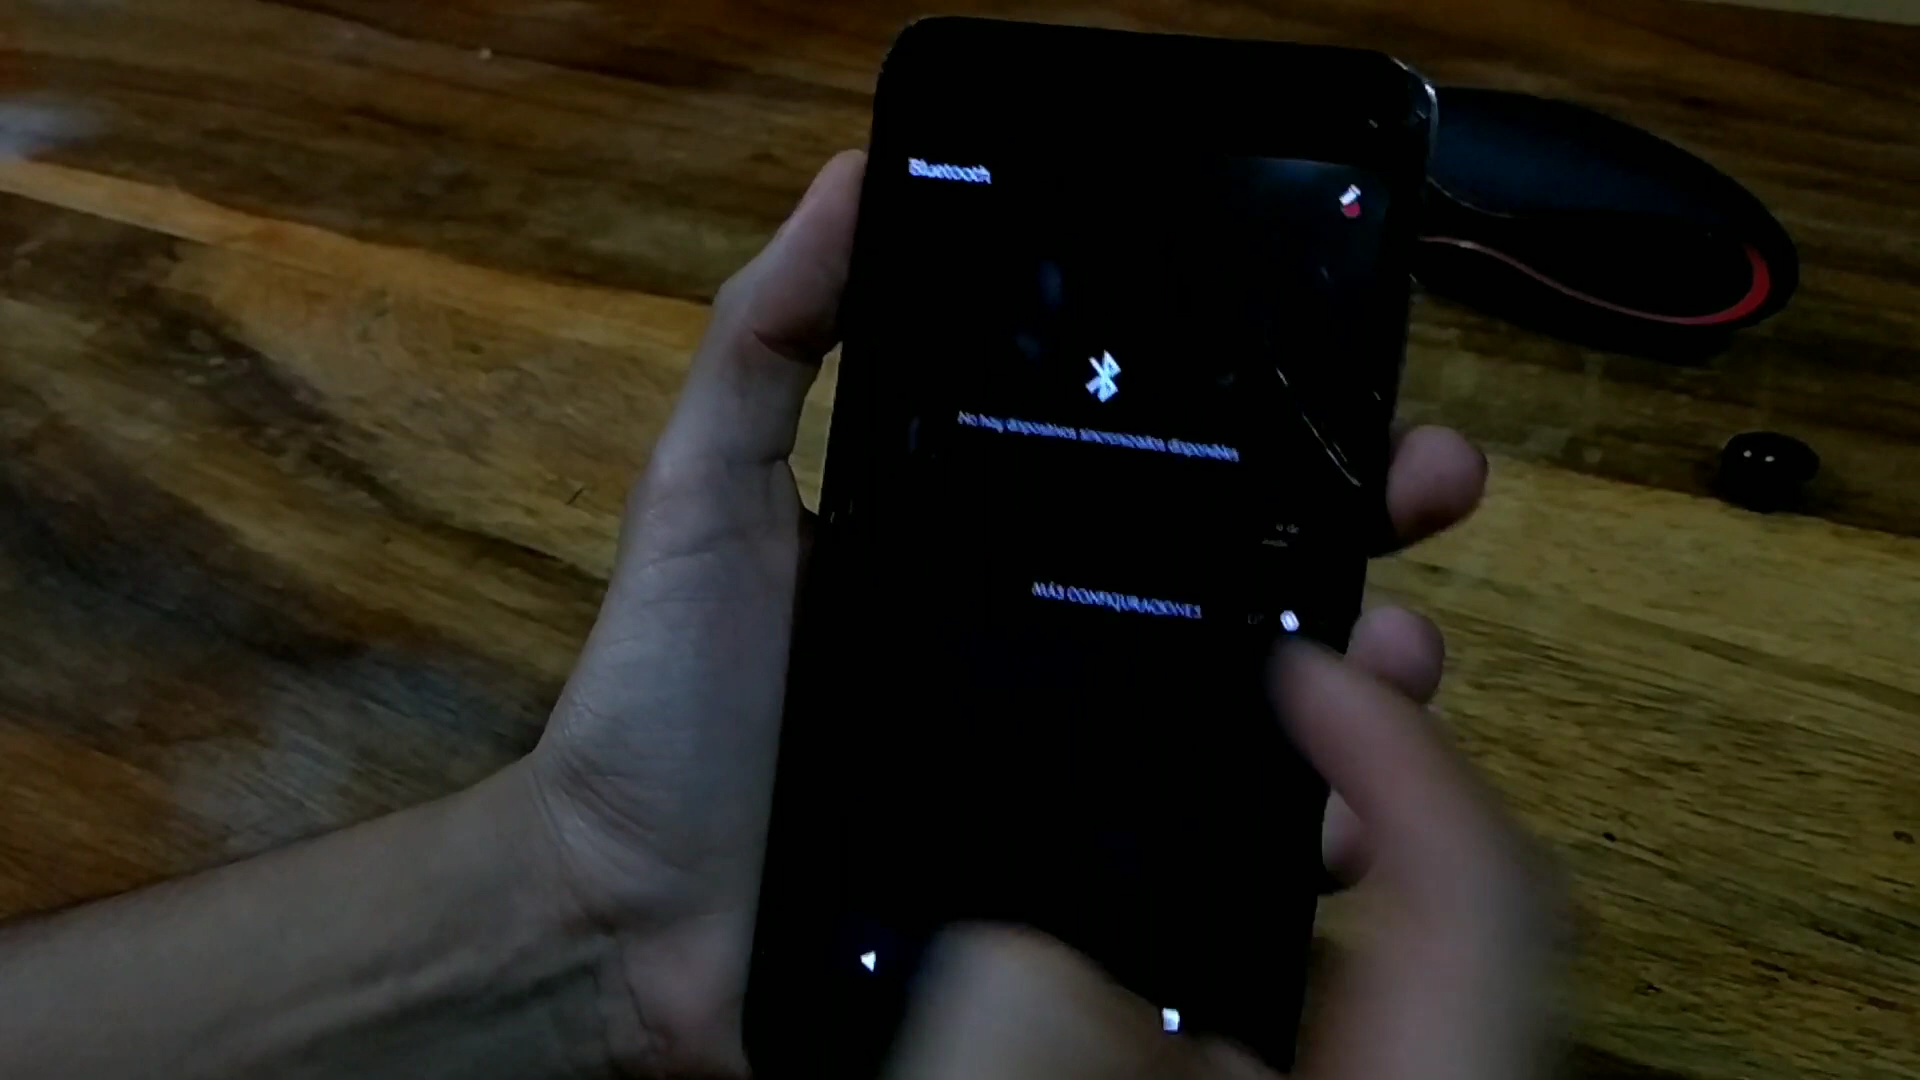 Bluetooth
No hay dispositivos sincronizados disponibles
MÁS CONFIGURACIONES